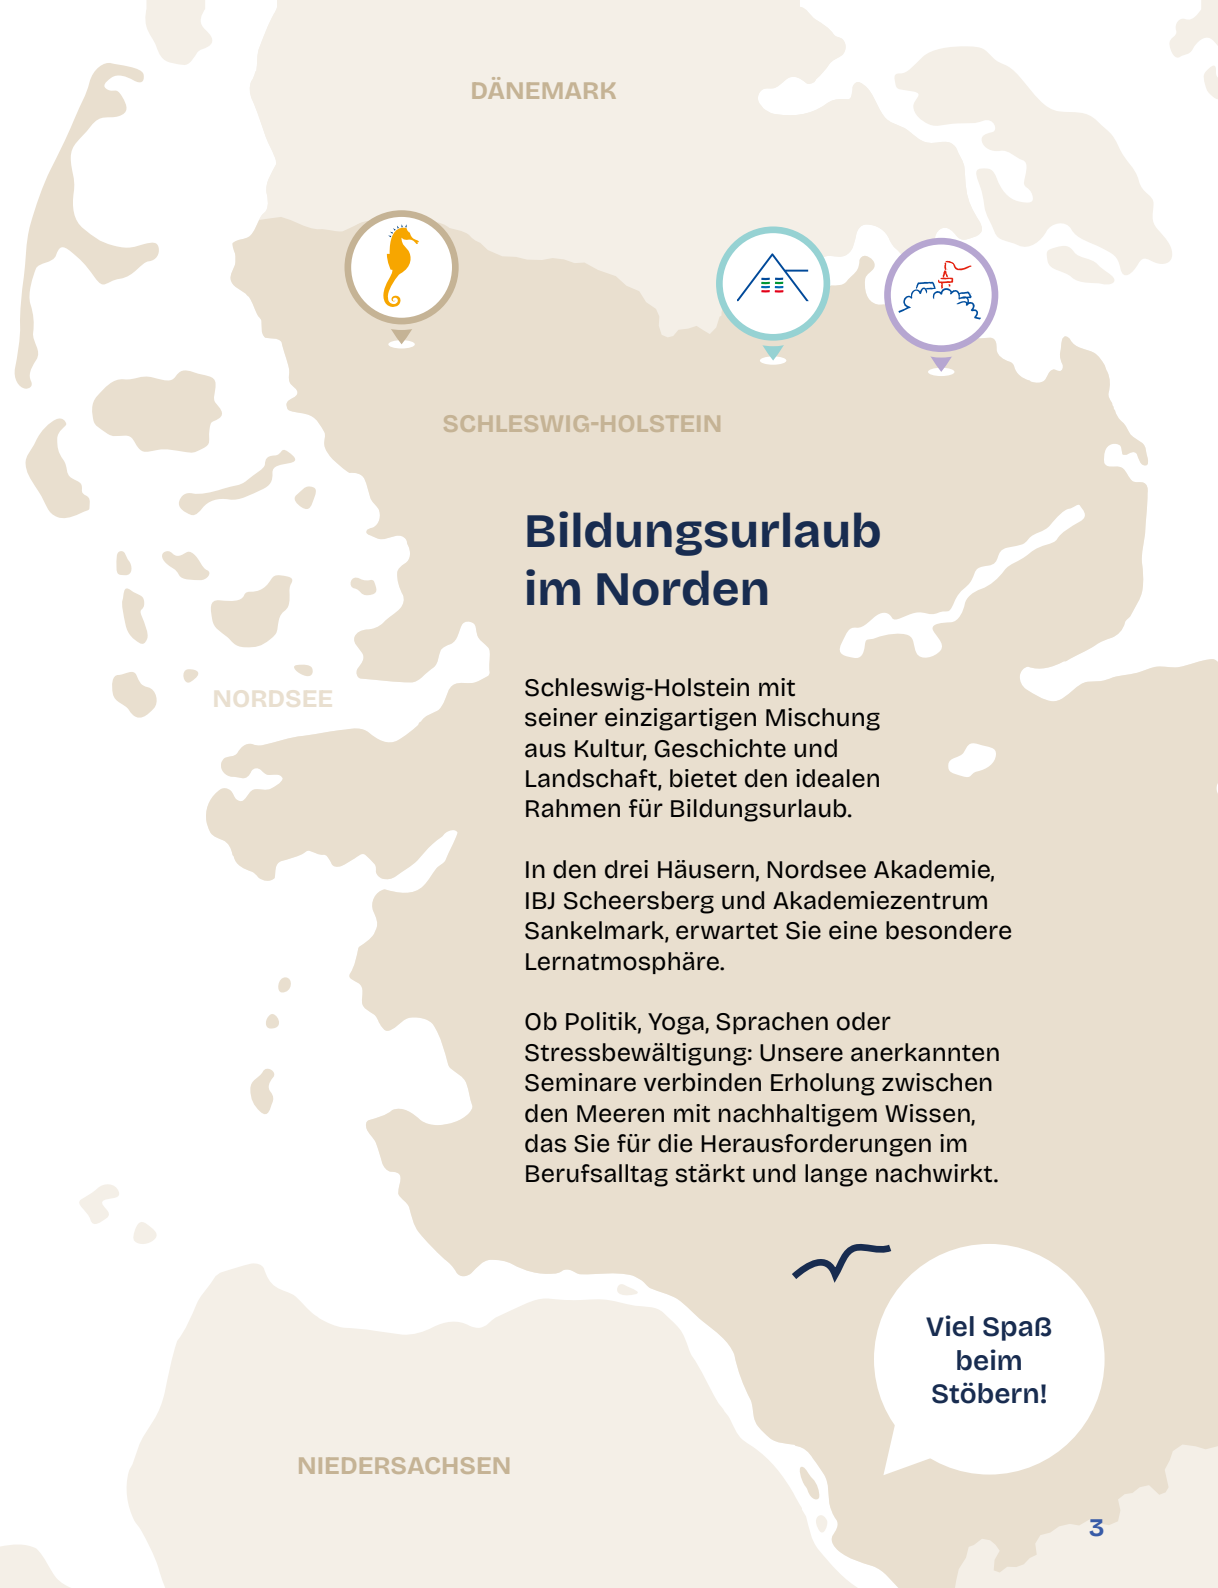 DÄNEMARK
SCHLESWIG-HOLSTEIN
Bildungsurlaub
im Norden
Schleswig-Holstein mit
seiner einzigartigen Mischung
aus Kultur, Geschichte und
Landschaft, bietet den idealen
Rahmen für Bildungsurlaub.
NORDSEE
In den drei Häusern, Nordsee Akademie,
IBJ Scheersberg und Akademiezentrum
Sankelmark, erwartet Sie eine besondere
Lernatmosphäre.
Ob Politik, Yoga, Sprachen oder
Stressbewältigung: Unsere anerkannten
Seminare verbinden Erholung zwischen
den Meeren mit nachhaltigem Wissen,
das Sie für die Herausforderungen im
Berufsalltag stärkt und lange nachwirkt.
Viel Spaß
beim
Stöbern!
NIEDERSACHSEN
3